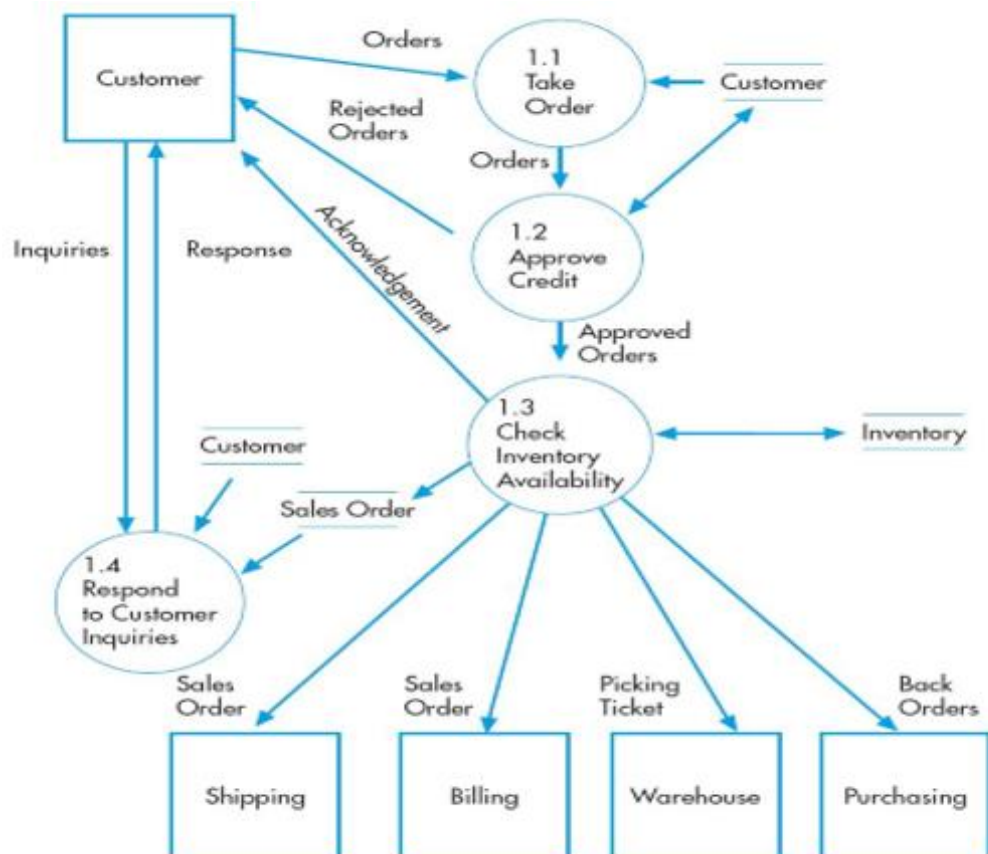 Customer
Orders
1.1
Take
Order
Customer
Rejected
Orders
Orders
1.2
Approve
Credit
Inquiries
Response
Acknowledgement
Approved
Orders
1.3
Check
Inventory
Availability
Inventory
Customer
Sales Order
1.4
Respond
to Customer
Inquiries
Sales
Order
Sales
Order
Picking
Ticket
Back
Orders
Shipping
Billing
Warehouse
Purchasing